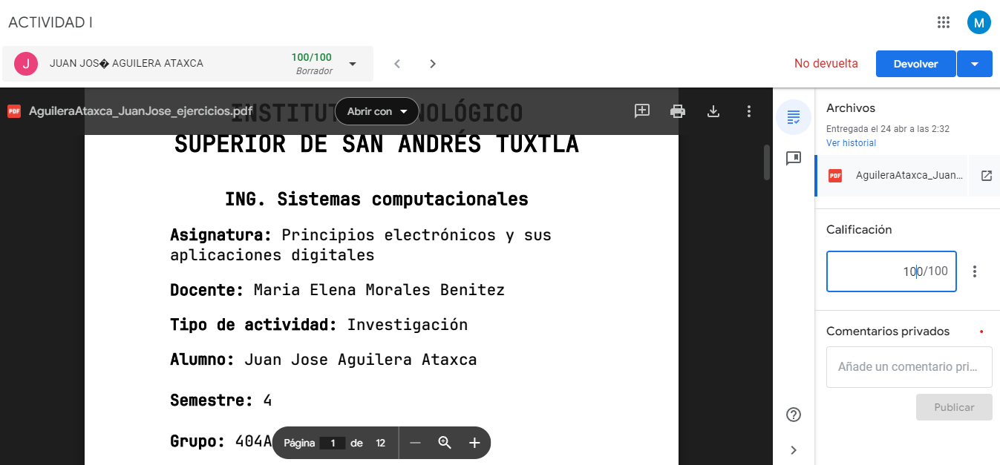 ACTIVIDAD I
M
J
JUAN JOS� AGUILERA ATAXCA
100/100
Borrador
No devuelta
Devolver
PDF
AguileraAtaxca_JuanJose_ejercicios.pdf
Abrir con
SUPERIOR DE SAN ANDRÉS TUXTLA
ING. Sistemas computacionales
Asignatura: Principios electrónicos y sus
aplicaciones digitales
Docente: Maria Elena Morales Benitez
Tipo de actividad: Investigación
Alumno: Juan Jose Aguilera Ataxca
Semestre: 4
Grupo: 404A
Página 1 de 12
Archivos
Entregada el 24 abr a las 2:32
Ver historial
PDF
AguileraAtaxca_Juan...
Calificación
100/100
Comentarios privados
Añade un comentario pri...
Publicar